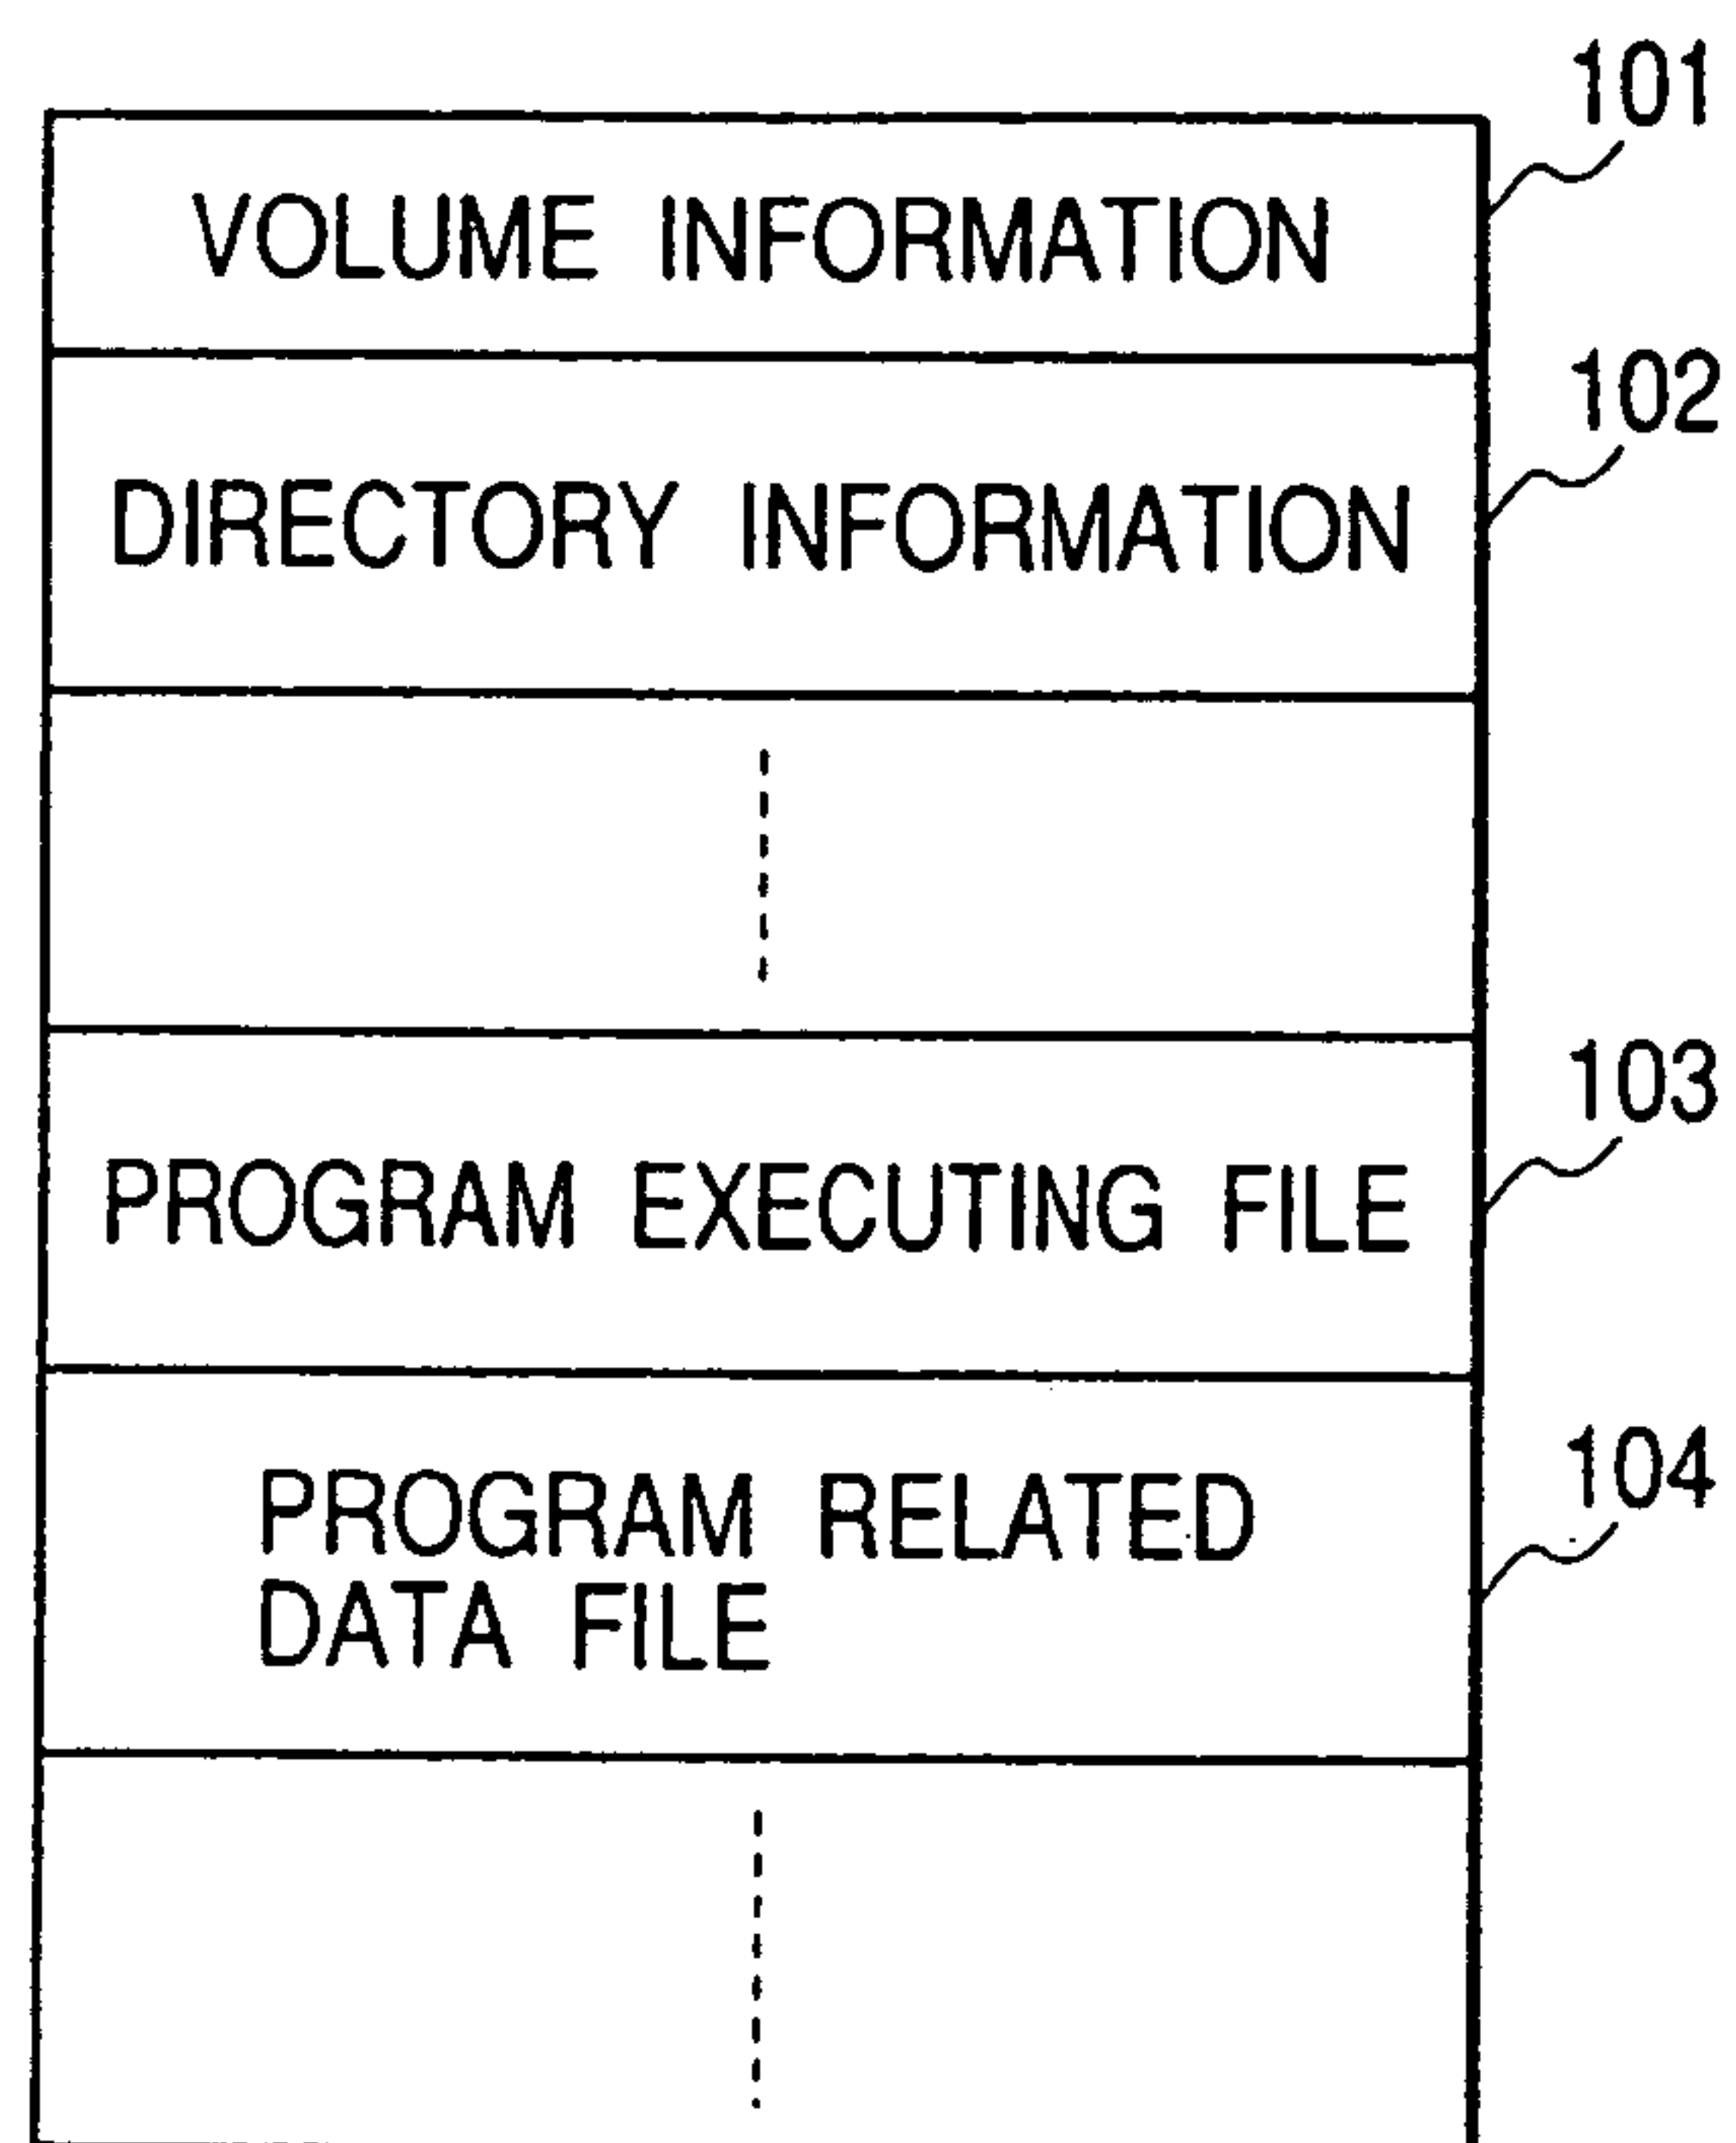 101
VOLUME INFORMATION
102
DIRECTORY INFORMATION
103
PROGRAM EXECUTING FILE
104
PROGRAM RELATED
DATA FILE